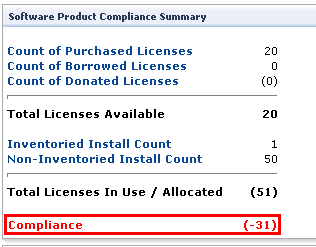 Software Product Compliance Summary
Count of Purchased Licenses 20
Count of Borrowed Licenses 0
Count of Donated Licenses (0)
Total Licenses Available 20
Inventoried Install Count 1
Non-Inventoried Install Count 50
Total Licenses In Use / Allocated (51)
Compliance (-31)